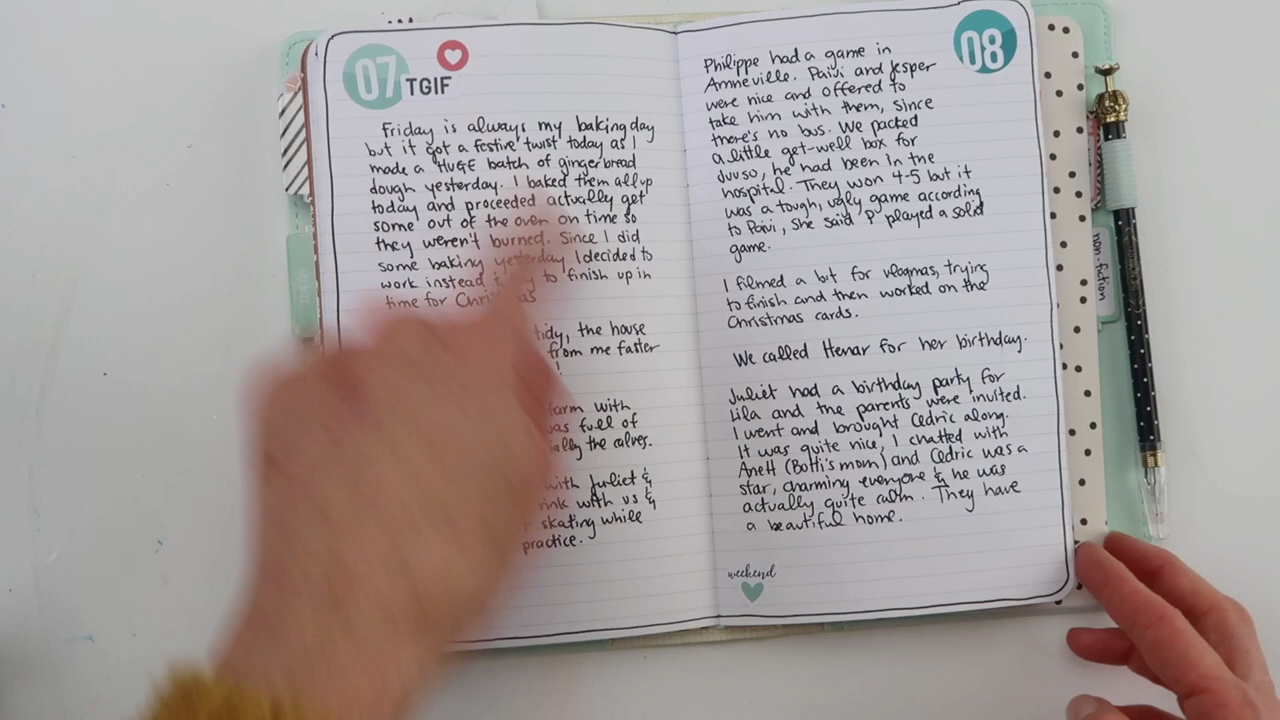 07 TGIF
Friday is always my baking day
but it got a festive twist today as I
made a HUGE batch of gingerbread
dough yesterday. I baked them all up
today and proceeded actually get
some out of the oven on time so
they weren't burned. Since I did
some baking yesterday I decided to
work instead to finish up in
time for Christmas
tidy, the house
from me faster
farm with
was full of
the calves.
with Juliet &
with us &
skating while
practice.
08
Philippe had a game in
Amneville. Paivi and Jesper
were nice and offered to
take him with them, since
there's no bus. We packed
a little get-well box for
Juuso, he had been in the
hospital. They won 4-5 but it
was a tough, ugly game according
to Paivi, she said P played a solid
game.
I filmed a bit for vlogmas, trying
to finish and then worked on the
Christmas cards.
We called Henar for her birthday.
Juliet had a birthday party for
Lila and the parents were invited.
I went and brought Cedric along.
It was quite nice, I chatted with
Anett (Botti's mom) and Cedric was a
star, charming everyone & he was
actually quite calm. They have
a beautiful home.
weekend
non-fiction